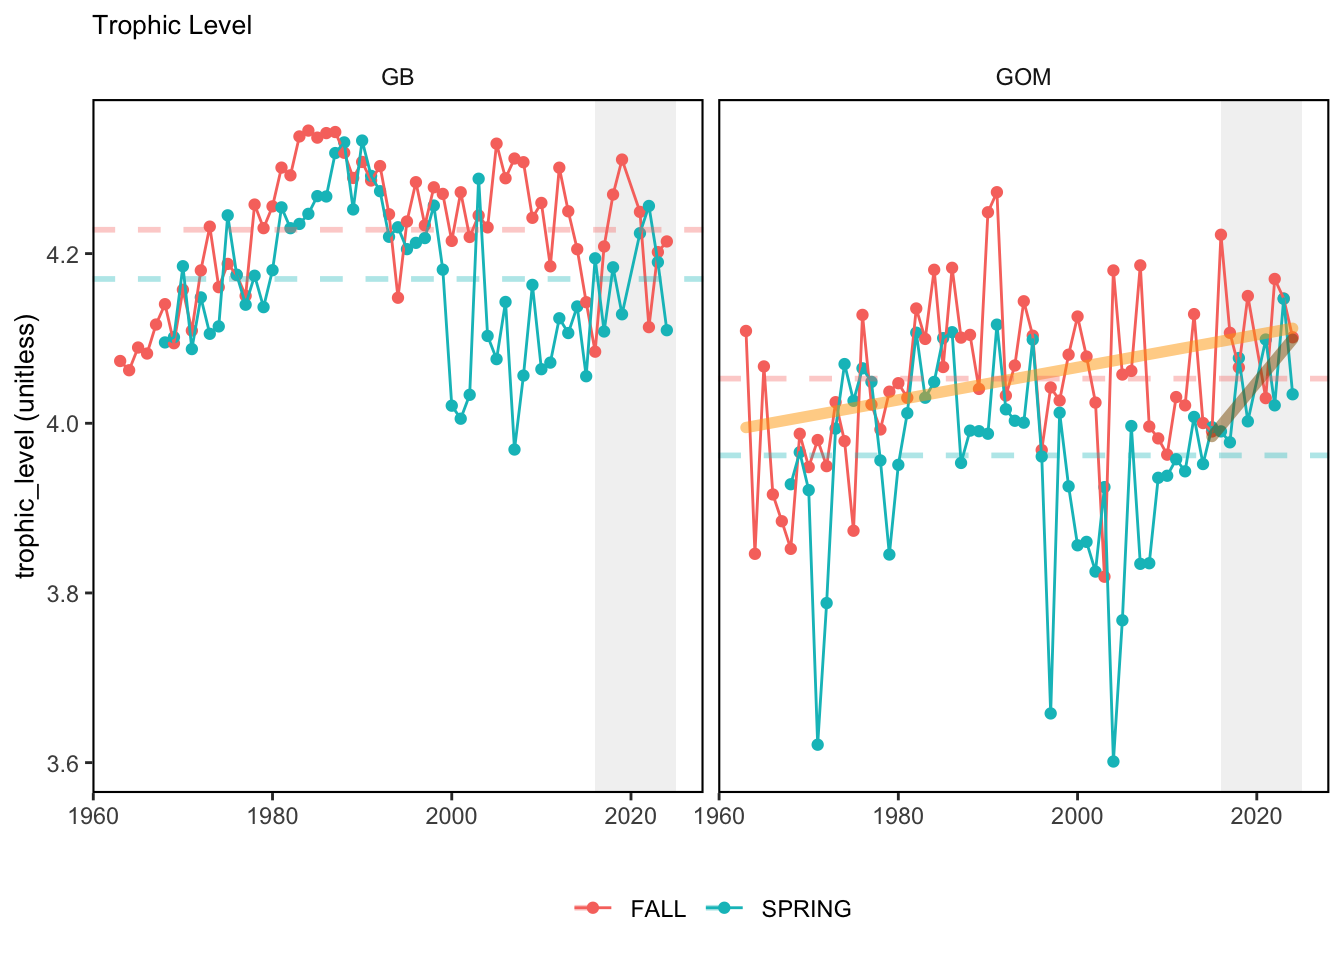 Trophic Level
GB
GOM
trophic_level (unitless)
4.2
4.0
3.8
3.6
1960
1980
2000
2020
1960
1980
2000
2020
FALL
SPRING